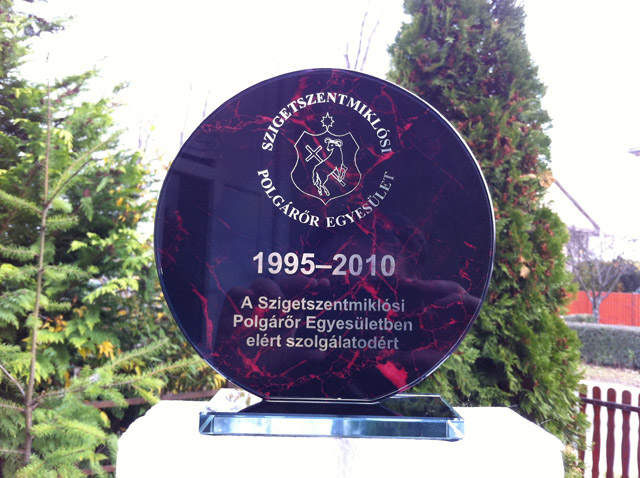 SZIGETSZENTMIKLÓSI
POLGÁRŐR EGYESÜLET
1995–2010
A Szigetszentmiklósi
Polgárőr Egyesületben
elért szolgálatodért